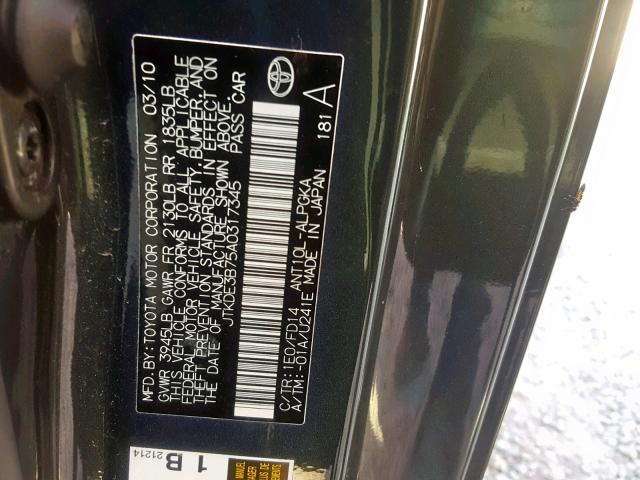 MFD.BY:TOYOTA MOTOR CORPORATION 03/10
GVWR 3945LB GAWR FR 2130LB RR 1835LB
THIS VEHICLE CONFORMS TO ALL APPLICABLE
FEDERAL MOTOR VEHICLE SAFETY, BUMPER, AND
THEFT PREVENTION STANDARDS IN EFFECT ON
THE DATE OF MANUFACTURE SHOWN ABOVE.
JTKDE3B75A0317345 PASS CAR
C/TR:1E0/FD14 ANT10L-ALPGKA
A/TM:-01A/U241E MADE IN JAPAN 181 A
1 B
21214
MANUEL